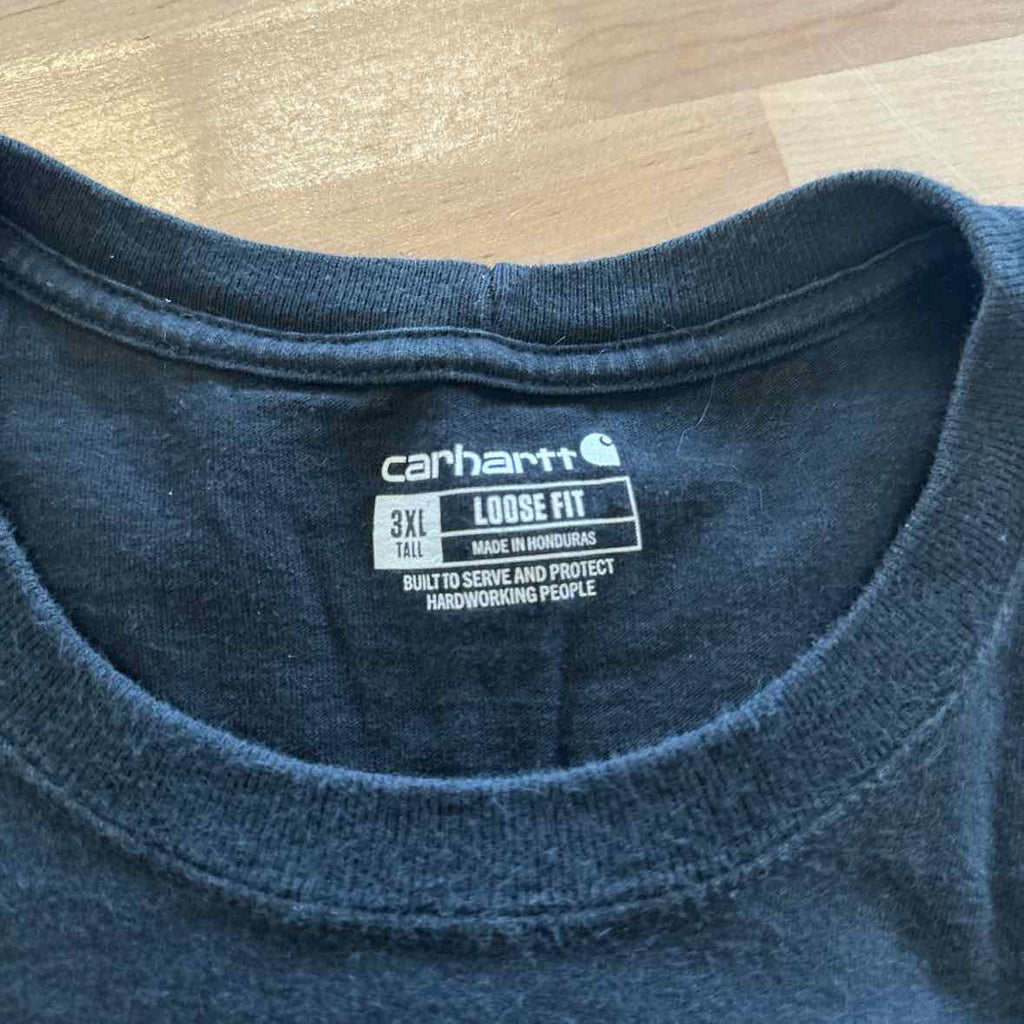 carhartt
3XL
TALL
LOOSE FIT
MADE IN HONDURAS
BUILT TO SERVE AND PROTECT
HARDWORKING PEOPLE